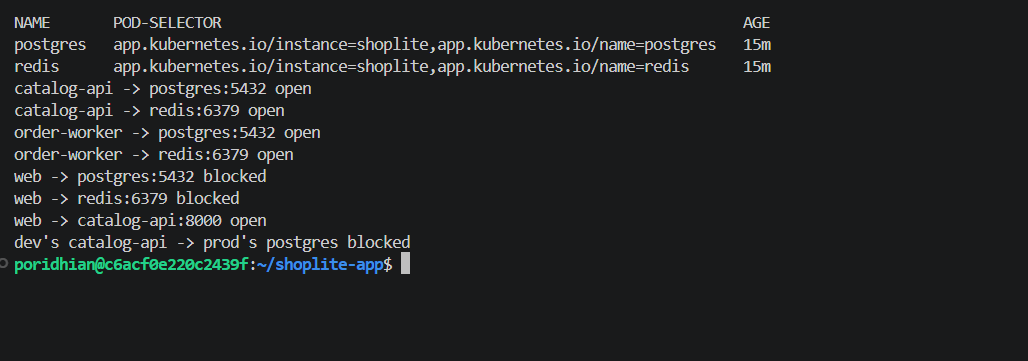 NAME POD-SELECTOR AGE
postgres app.kubernetes.io/instance=shoplite,app.kubernetes.io/name=postgres 15m
redis app.kubernetes.io/instance=shoplite,app.kubernetes.io/name=redis 15m
catalog-api -> postgres:5432 open
catalog-api -> redis:6379 open
order-worker -> postgres:5432 open
order-worker -> redis:6379 open
web -> postgres:5432 blocked
web -> redis:6379 blocked
web -> catalog-api:8000 open
dev's catalog-api -> prod's postgres blocked
poridhian@c6acf0e220c2439f:~/shoplite-app$